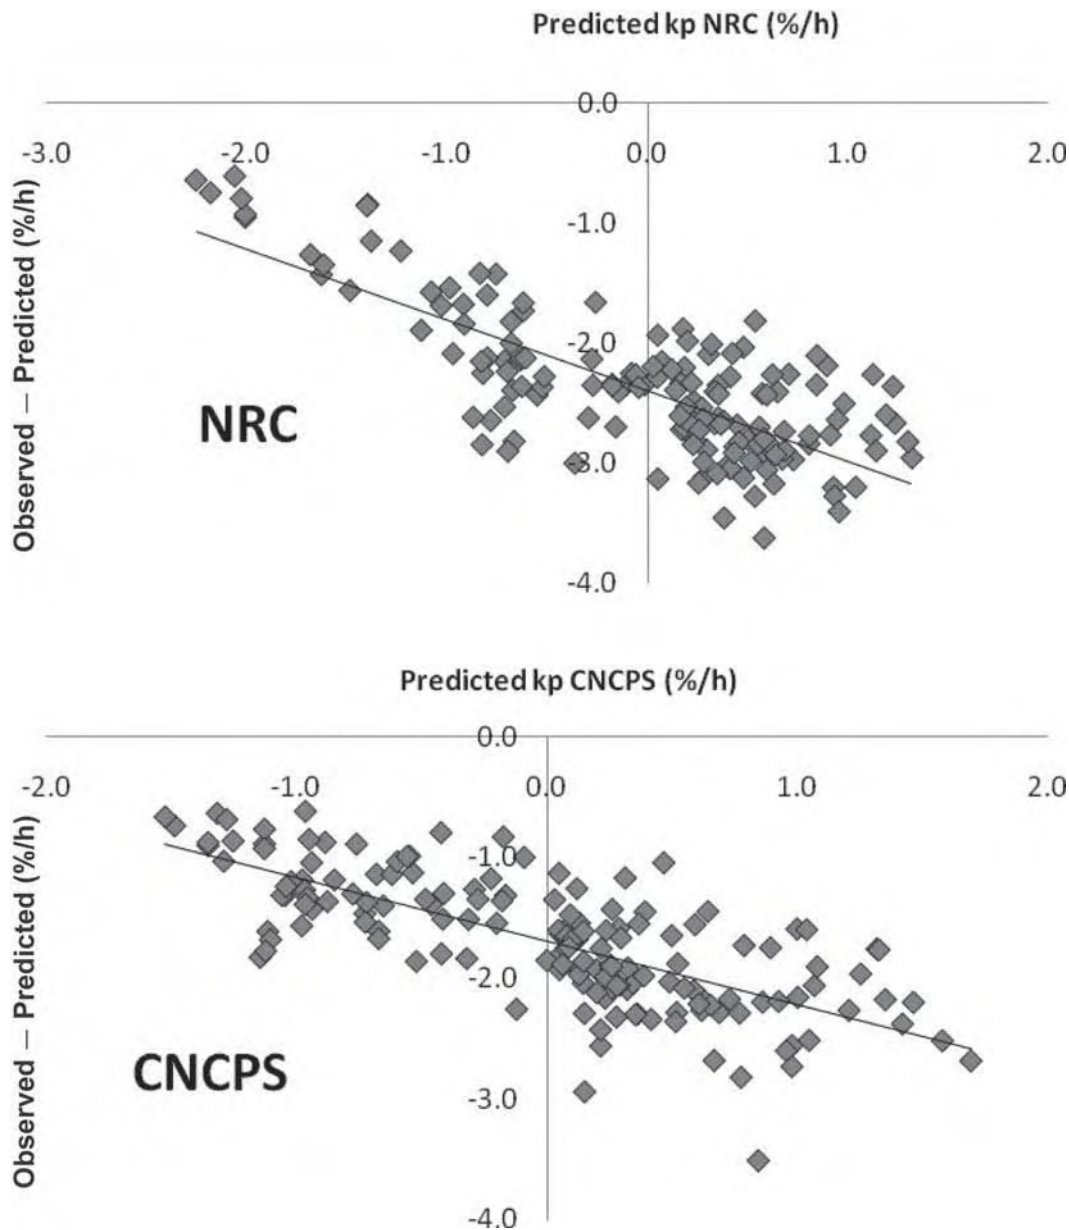 Predicted kp NRC (%/h)
0.0
-3.0 -2.0 -1.0 0.0 1.0 2.0
-1.0
-2.0
-3.0
-4.0
Observed – Predicted (%/h)
NRC
Predicted kp CNCPS (%/h)
0.0
-2.0 -1.0 0.0 1.0 2.0
-1.0
-2.0
-3.0
-4.0
Observed – Predicted (%/h)
CNCPS